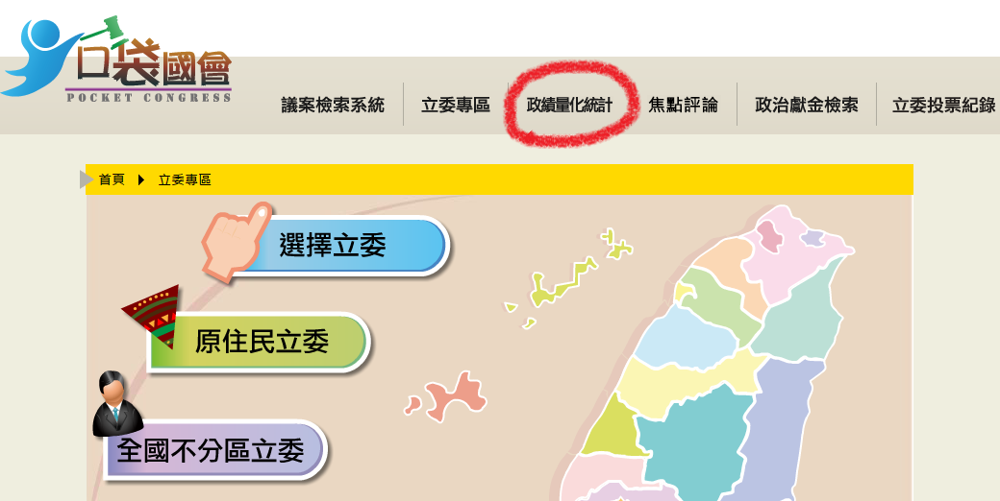 口袋國會
POCKET CONGRESS
議案檢索系統 立委專區 政績量化統計 焦點評論 政治獻金檢索 立委投票紀錄
首頁 立委專區
選擇立委
原住民立委
全國不分區立委